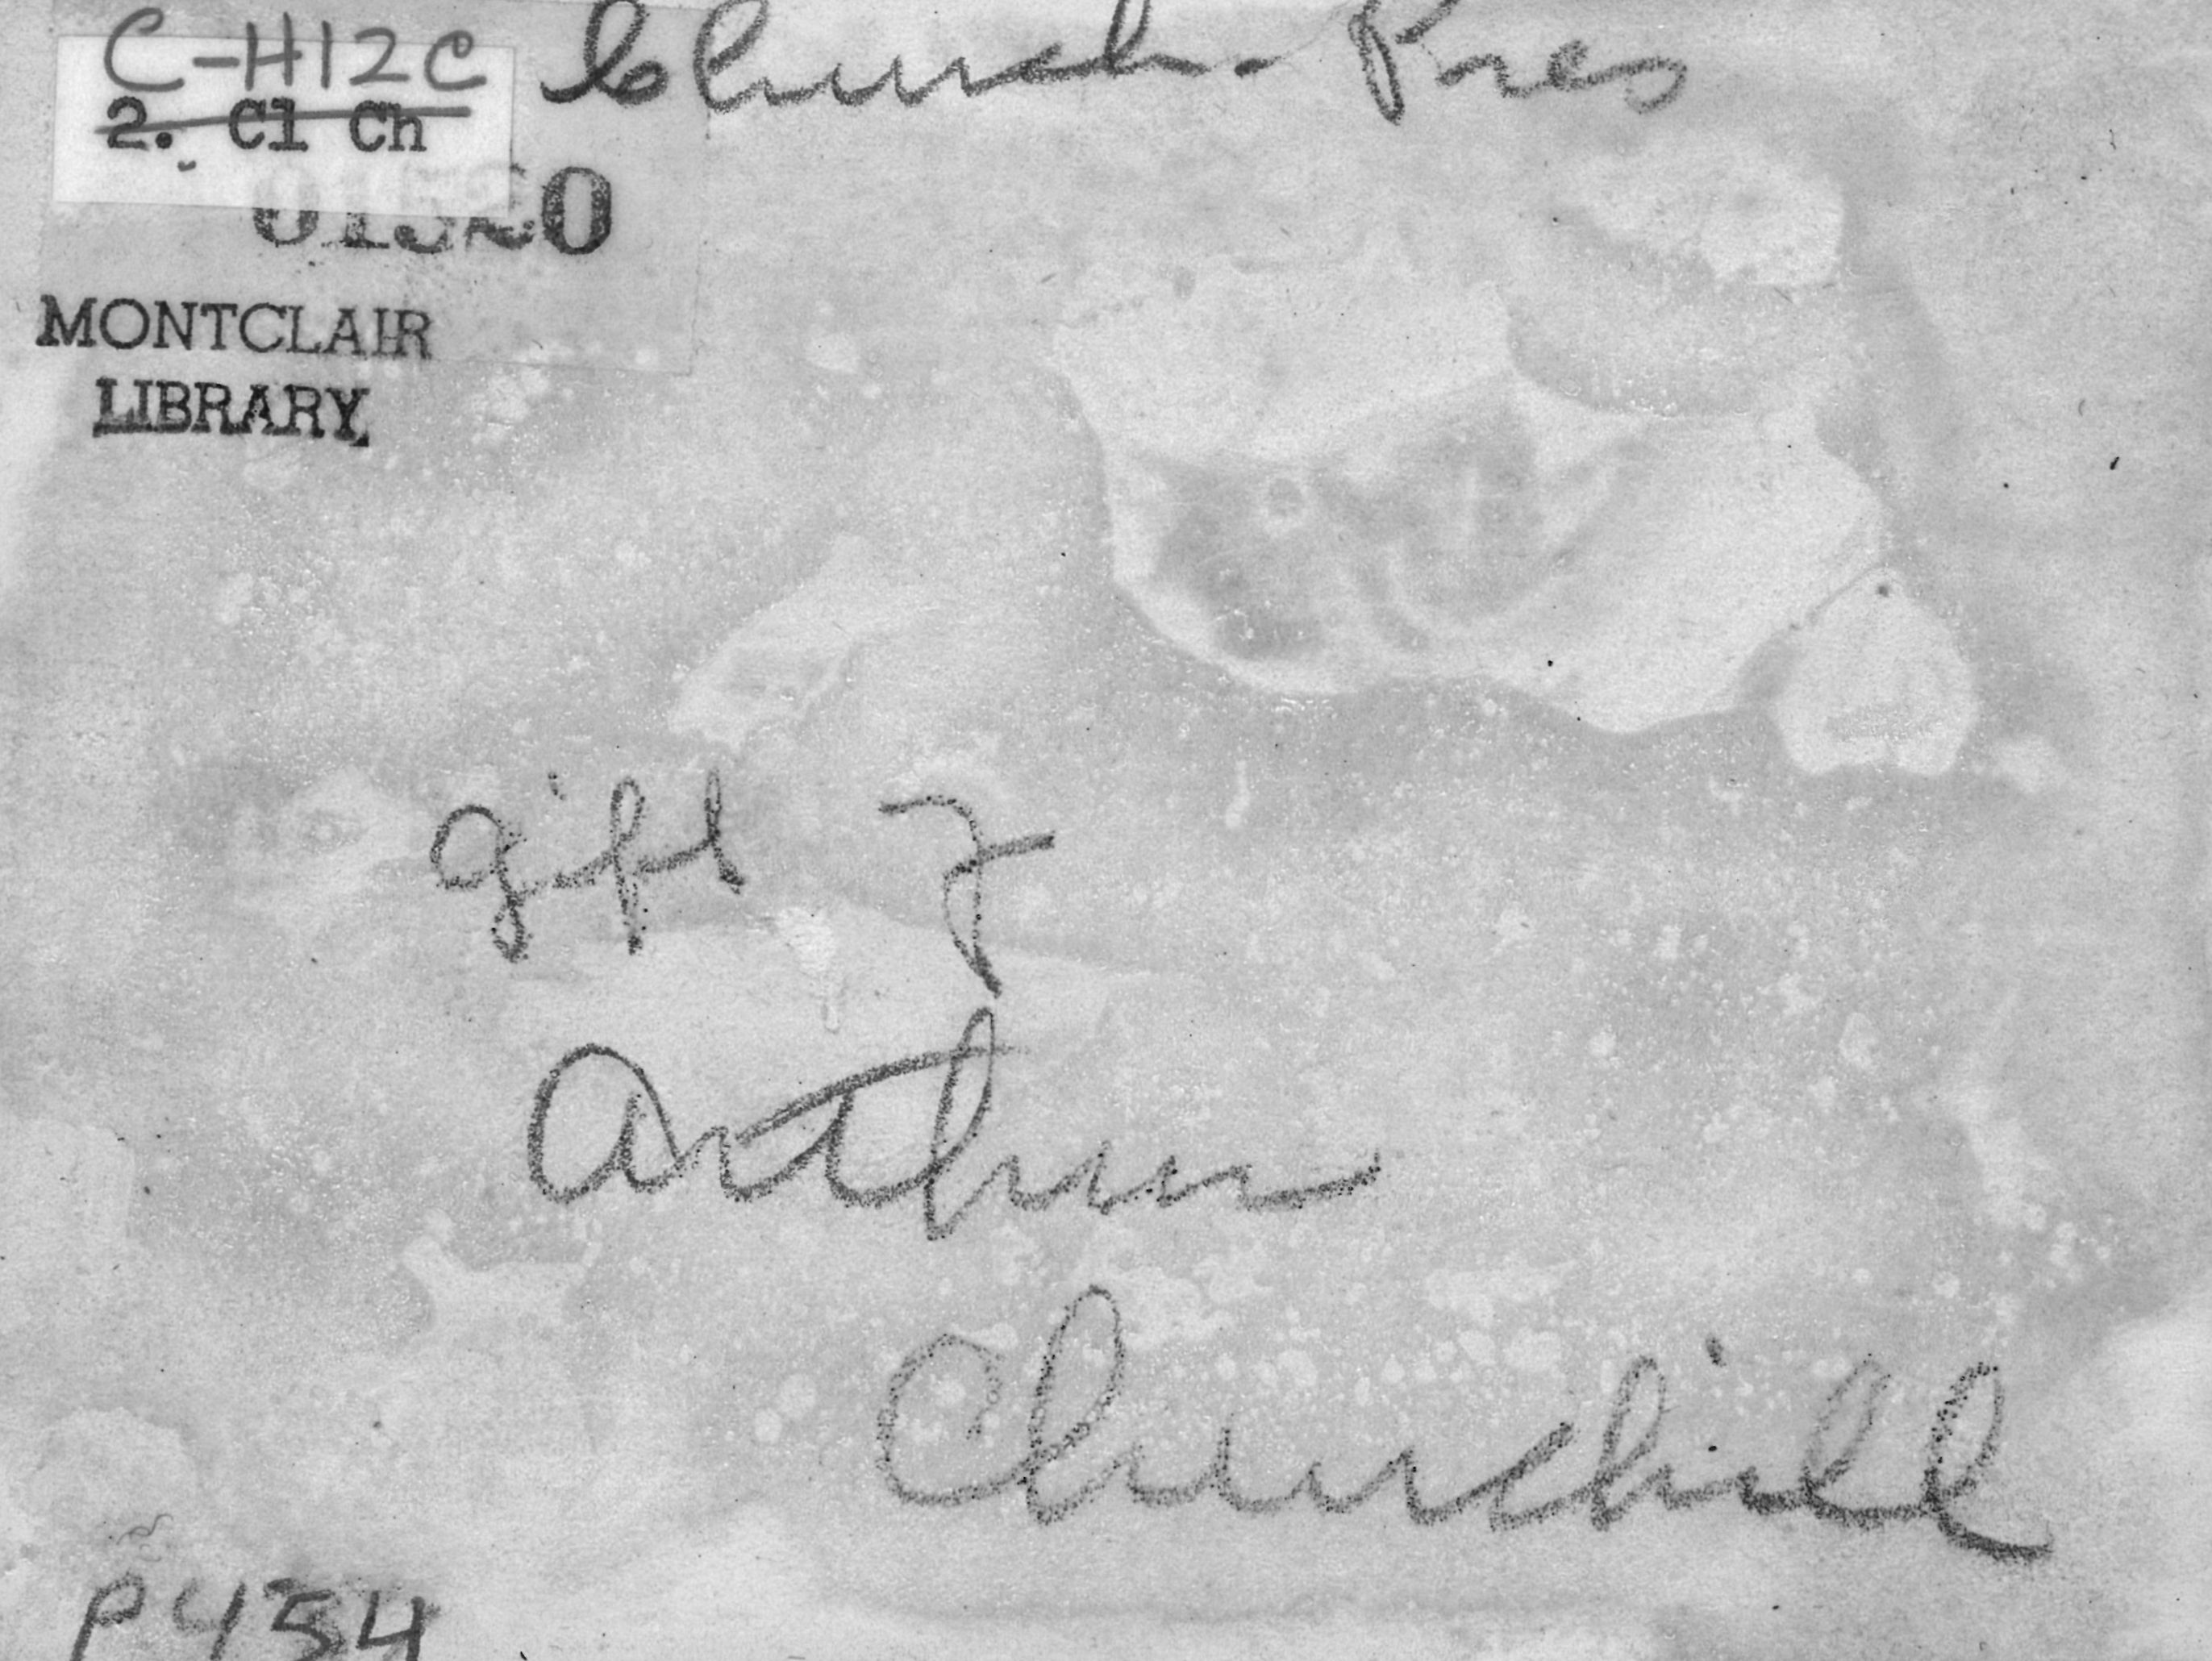 C-H12C Church-Pres
2. Cl Ch
MONTCLAIR
LIBRARY
gift of
Arthur
Churchill
P454